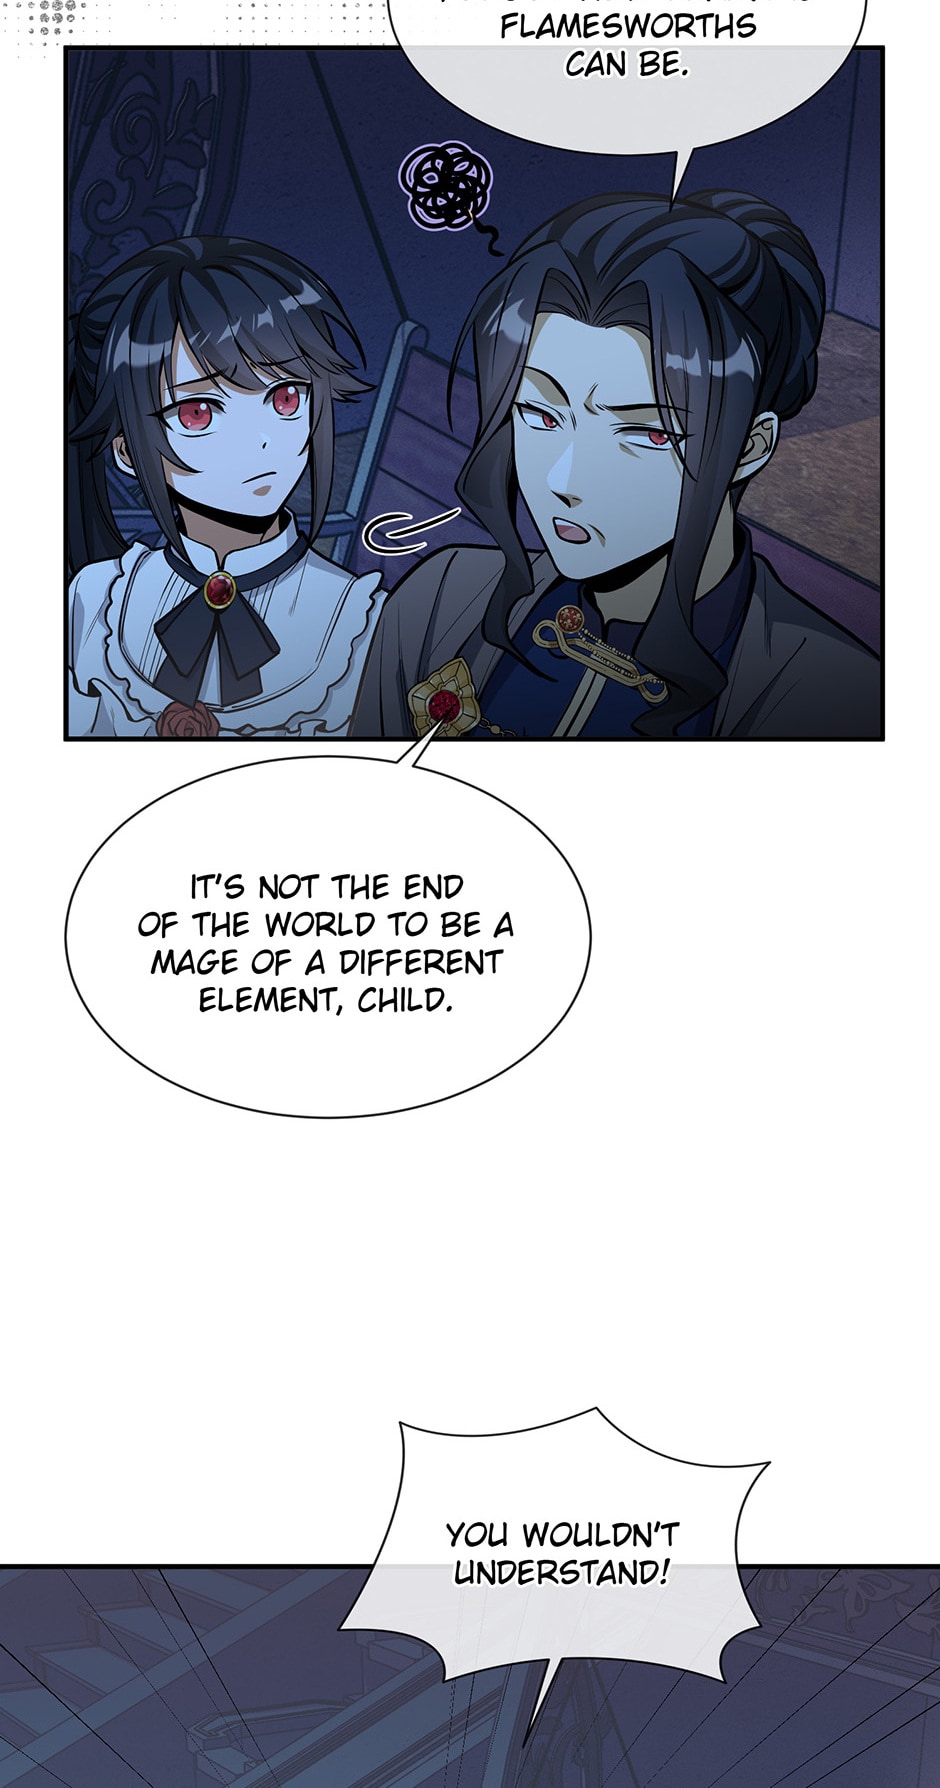 FLAMESWORTHS
CAN BE.
IT'S NOT THE END
OF THE WORLD TO BE A
MAGE OF A DIFFERENT
ELEMENT, CHILD.
YOU WOULDN'T
UNDERSTAND!